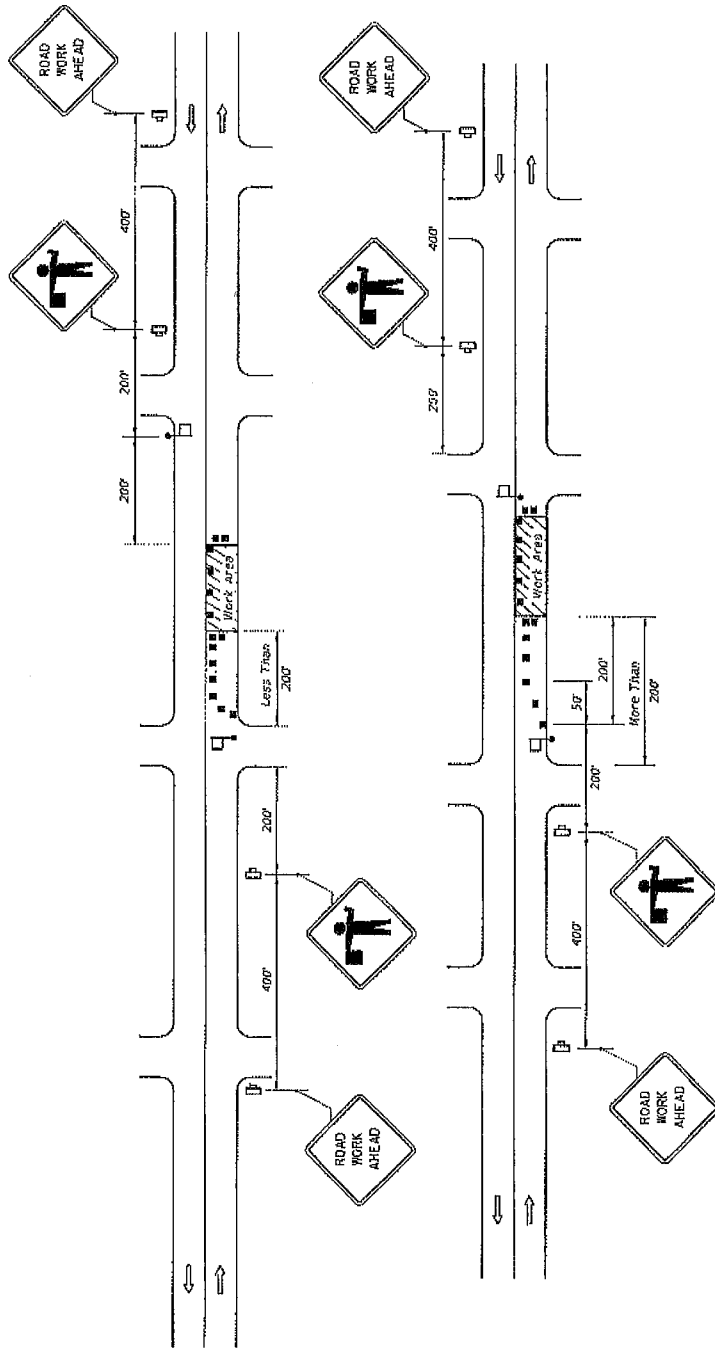 ROAD
WORK
AHEAD
400'
200'
200'
Work Area
Less Than
200'
200'
400'
ROAD
WORK
AHEAD
ROAD
WORK
AHEAD
400'
250'
Work Area
200'
More Than
200'
50'
200'
400'
ROAD
WORK
AHEAD